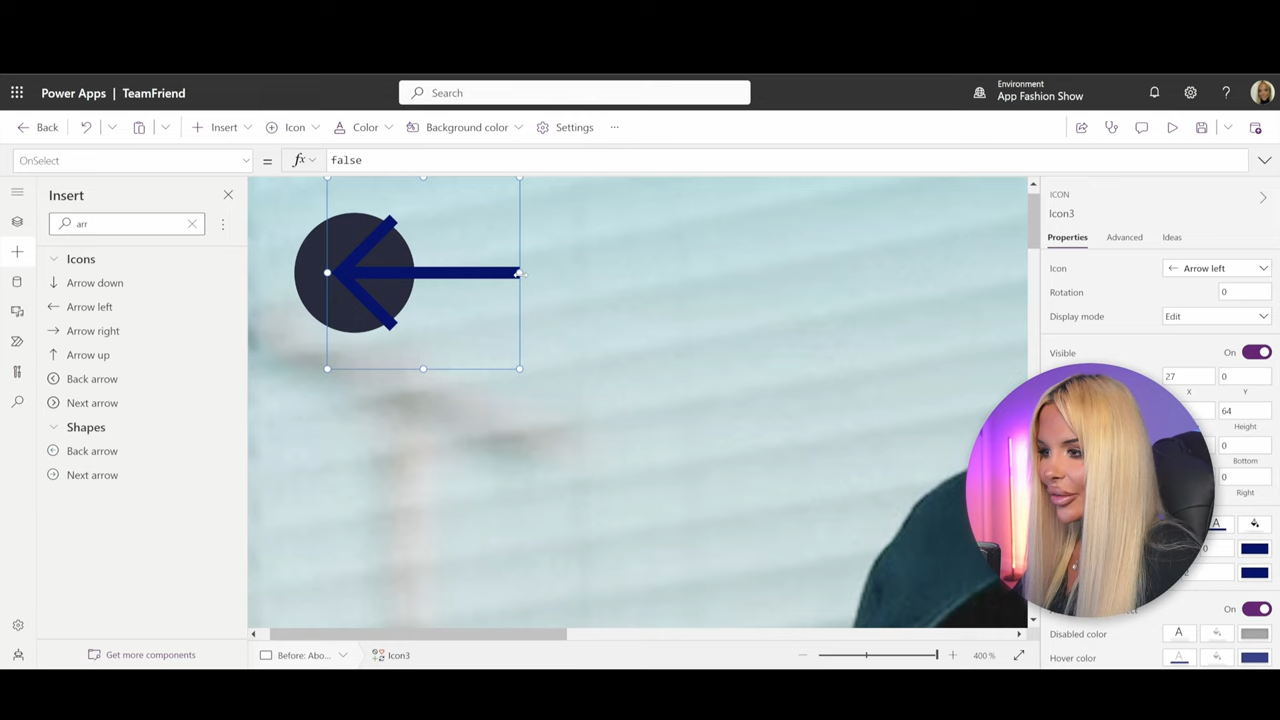 Power Apps | TeamFriend
Search
Environment
App Fashion Show
Back
Insert
Icon
Color
Background color
Settings
OnSelect
=
fx
false
Insert
arr
Icons
Arrow down
Arrow left
Arrow right
Arrow up
Back arrow
Next arrow
Shapes
Back arrow
Next arrow
Get more components
ICON
Icon3
Properties
Advanced
Ideas
Icon
Arrow left
Rotation
0
Display mode
Edit
Visible
On
27
0
X
Y
64
Height
0
Bottom
0
Right
A
0
On
Disabled color
A
Hover color
A
Before: Abo...
Icon3
400 %